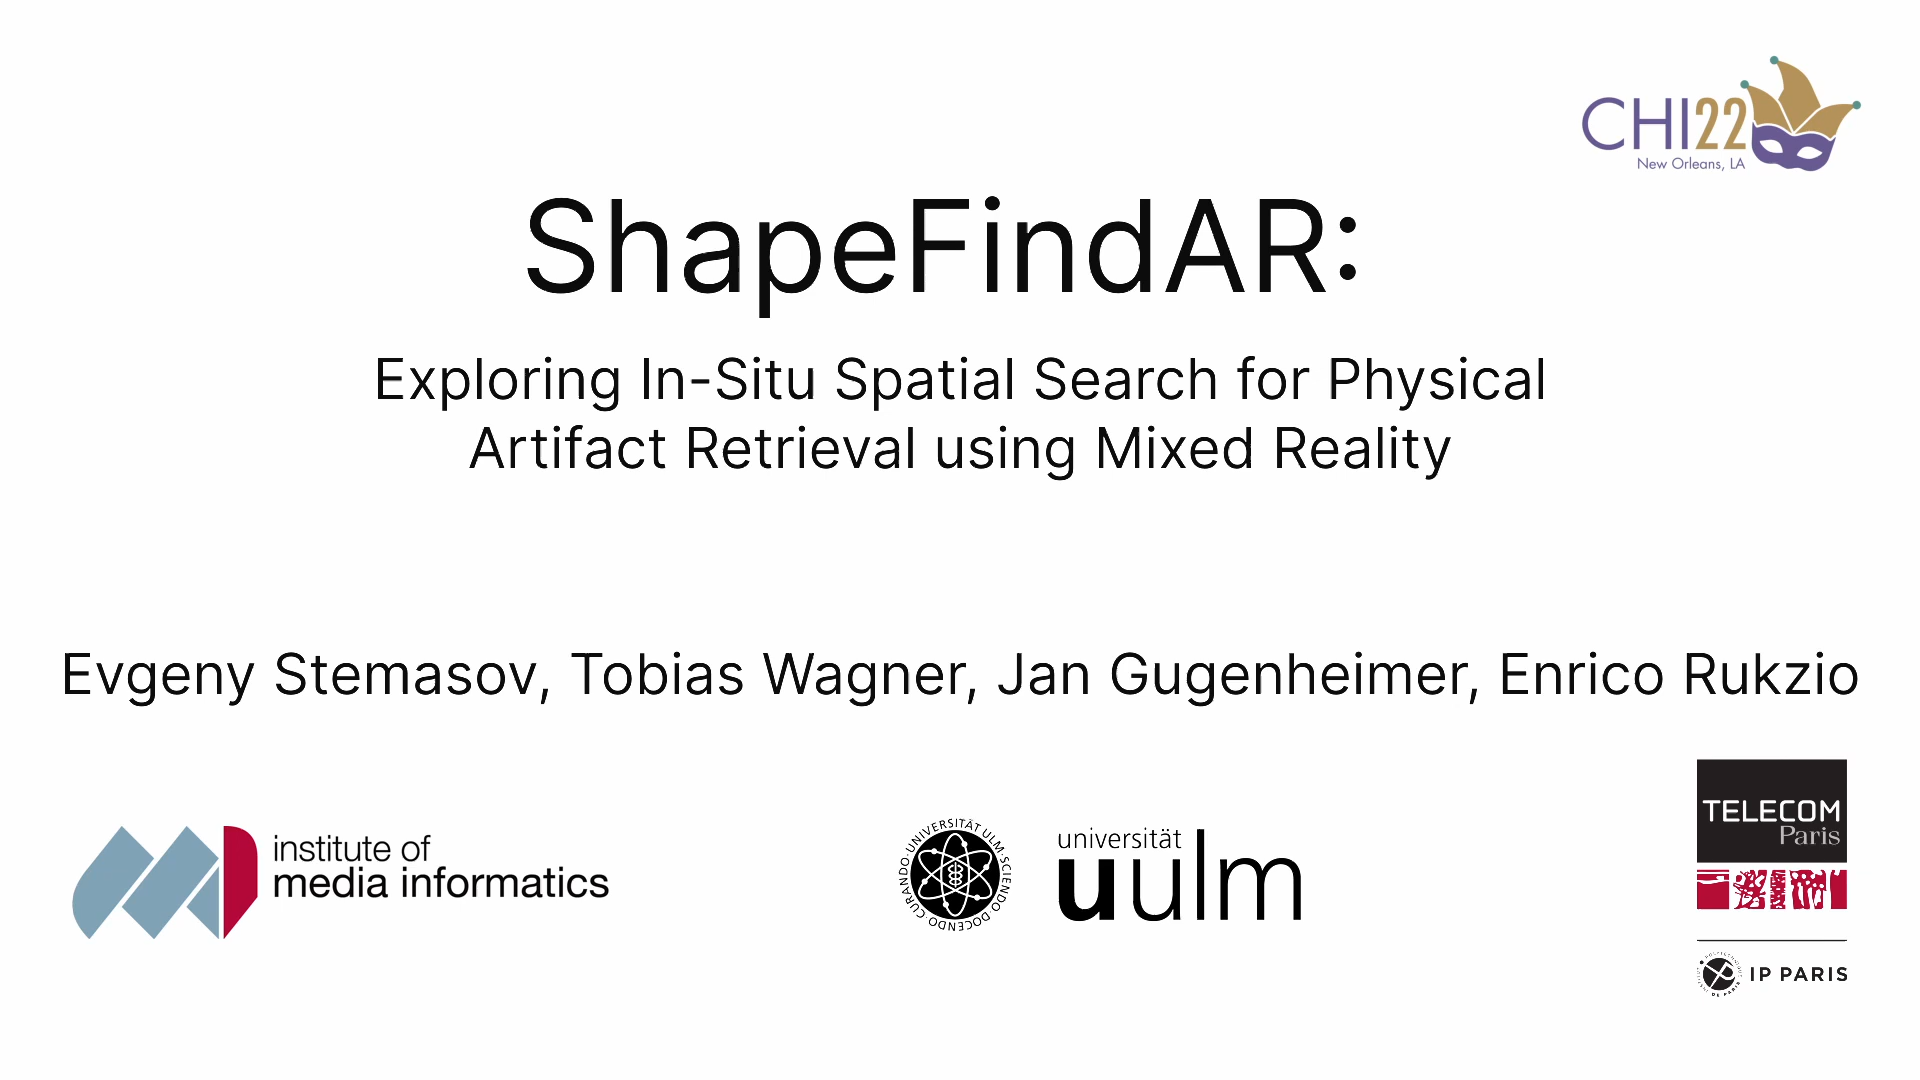 CHI22
New Orleans, LA
ShapeFindAR:
Exploring In-Situ Spatial Search for Physical
Artifact Retrieval using Mixed Reality
Evgeny Stemasov, Tobias Wagner, Jan Gugenheimer, Enrico Rukzio
institute of
media informatics
UNIVERSITÄT ULM · SCIENDO · DOCENDO · CURANDO ·
universität
uulm
TELECOM
Paris
IP PARIS